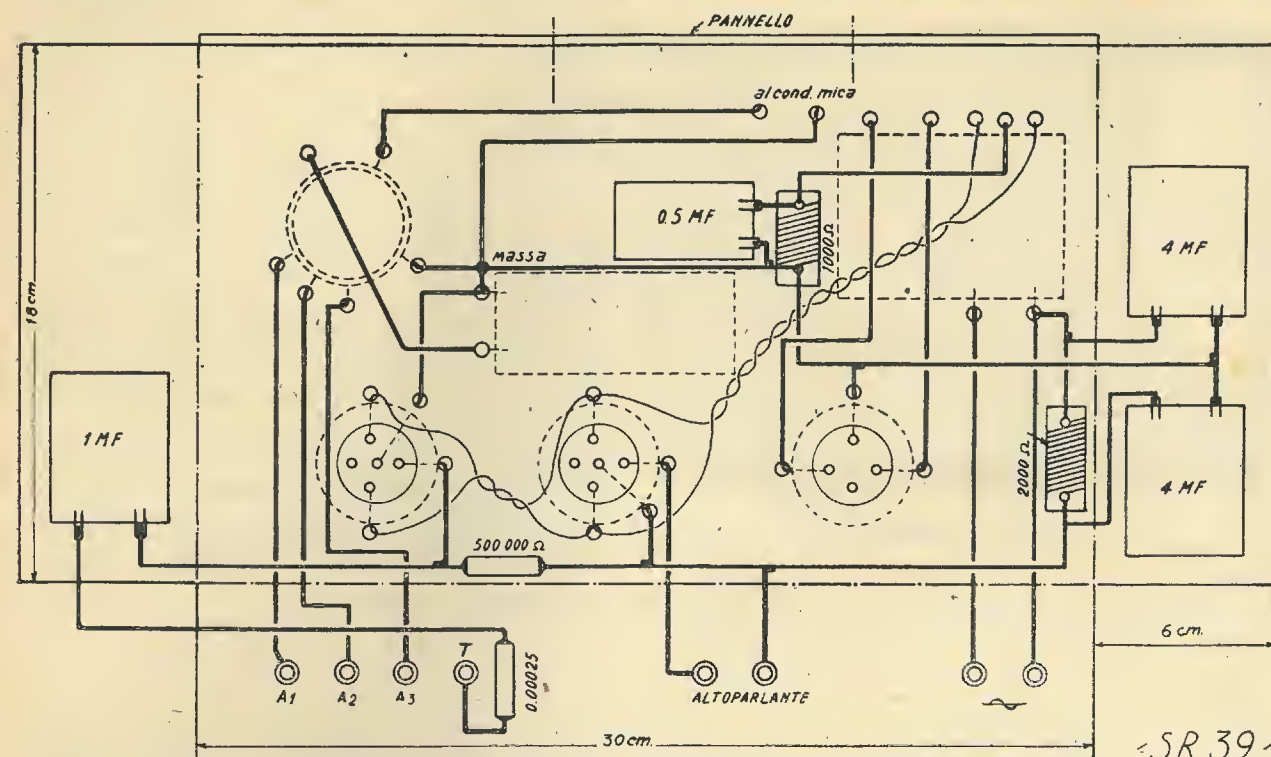 PANNELLO
al cond. mica
0.5 MF
1000 Ω
4 MF
massa
18 cm.
1 MF
2000 Ω
4 MF
500 000 Ω
6 cm.
T
0.00025
A1
A2
A3
ALTOPARLANTE
30 cm.
SR 39